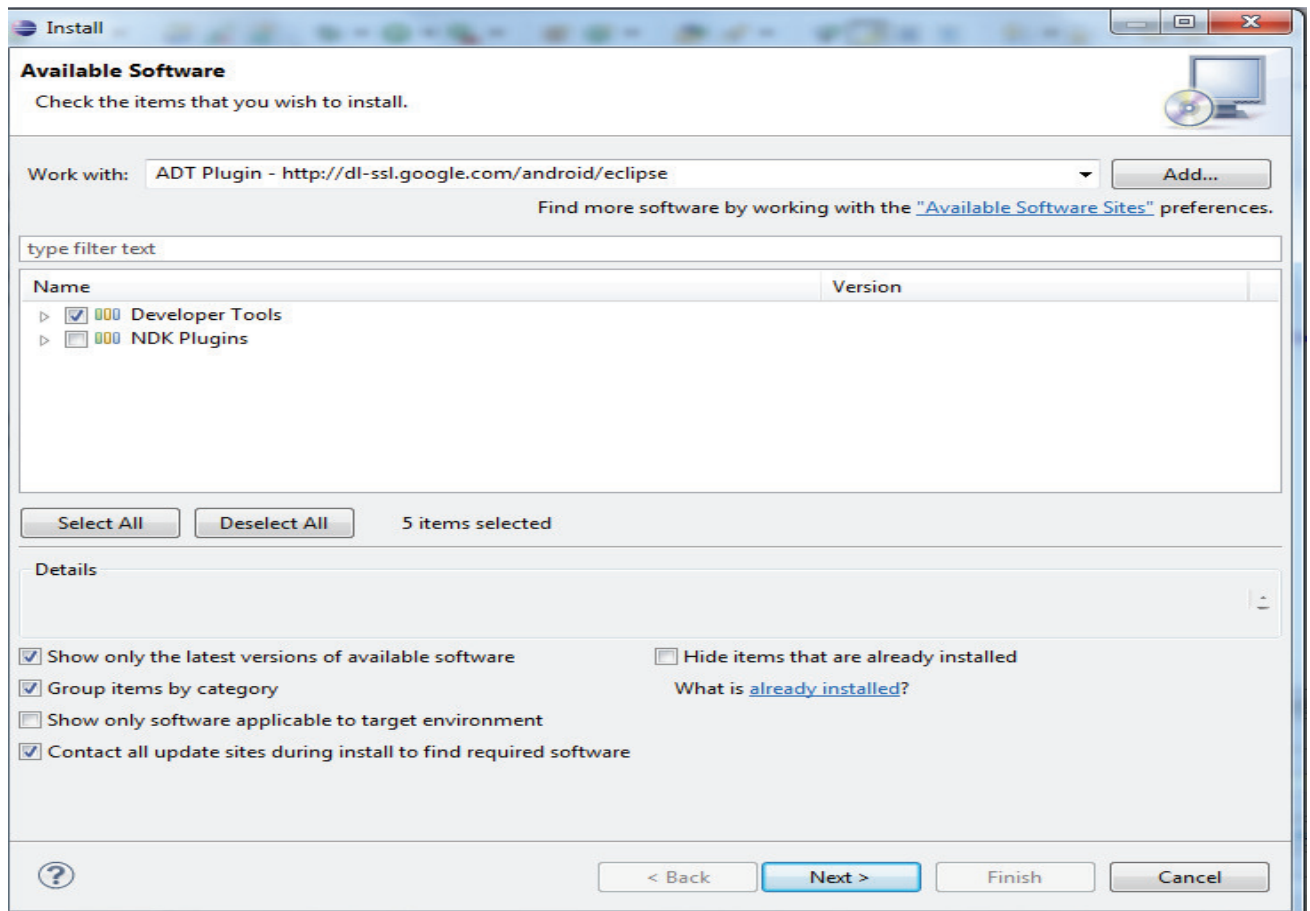 Install
Available Software
Check the items that you wish to install.
Work with: ADT Plugin - http://dl-ssl.google.com/android/eclipse Add...
Find more software by working with the "Available Software Sites" preferences.
type filter text
Name Version
Developer Tools
NDK Plugins
Select All Deselect All 5 items selected
Details
Show only the latest versions of available software Hide items that are already installed
Group items by category What is already installed?
Show only software applicable to target environment
Contact all update sites during install to find required software
? < Back Next > Finish Cancel